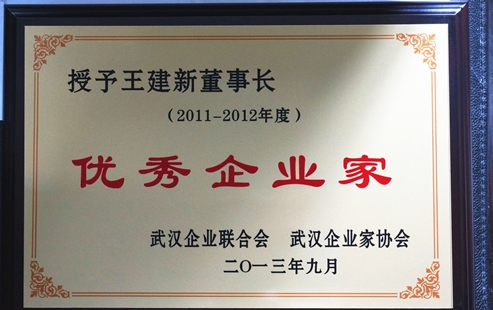 授予王建新董事长
（2011-2012年度）
优秀企业家
武汉企业联合会 武汉企业家协会
二〇一三年九月